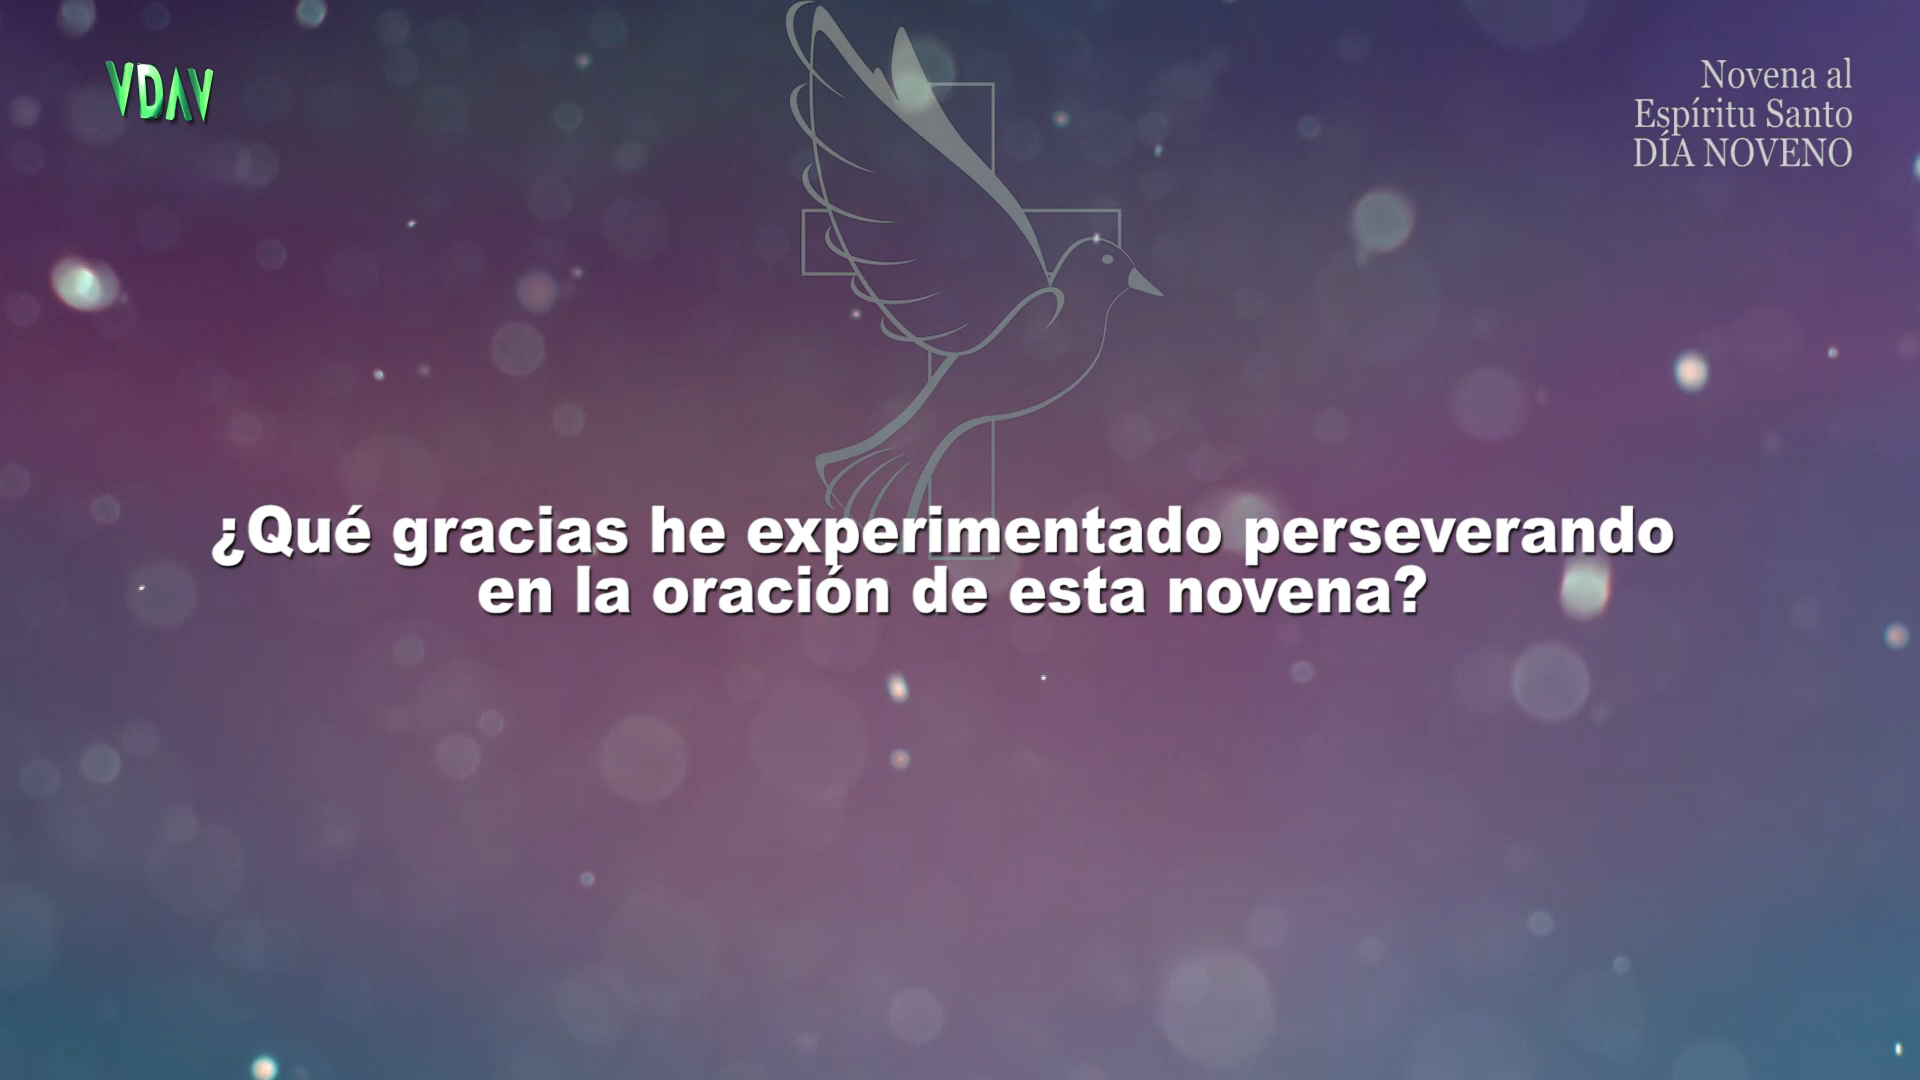 VDAV
Novena al
Espíritu Santo
DÍA NOVENO
¿Qué gracias he experimentado perseverando
en la oración de esta novena?